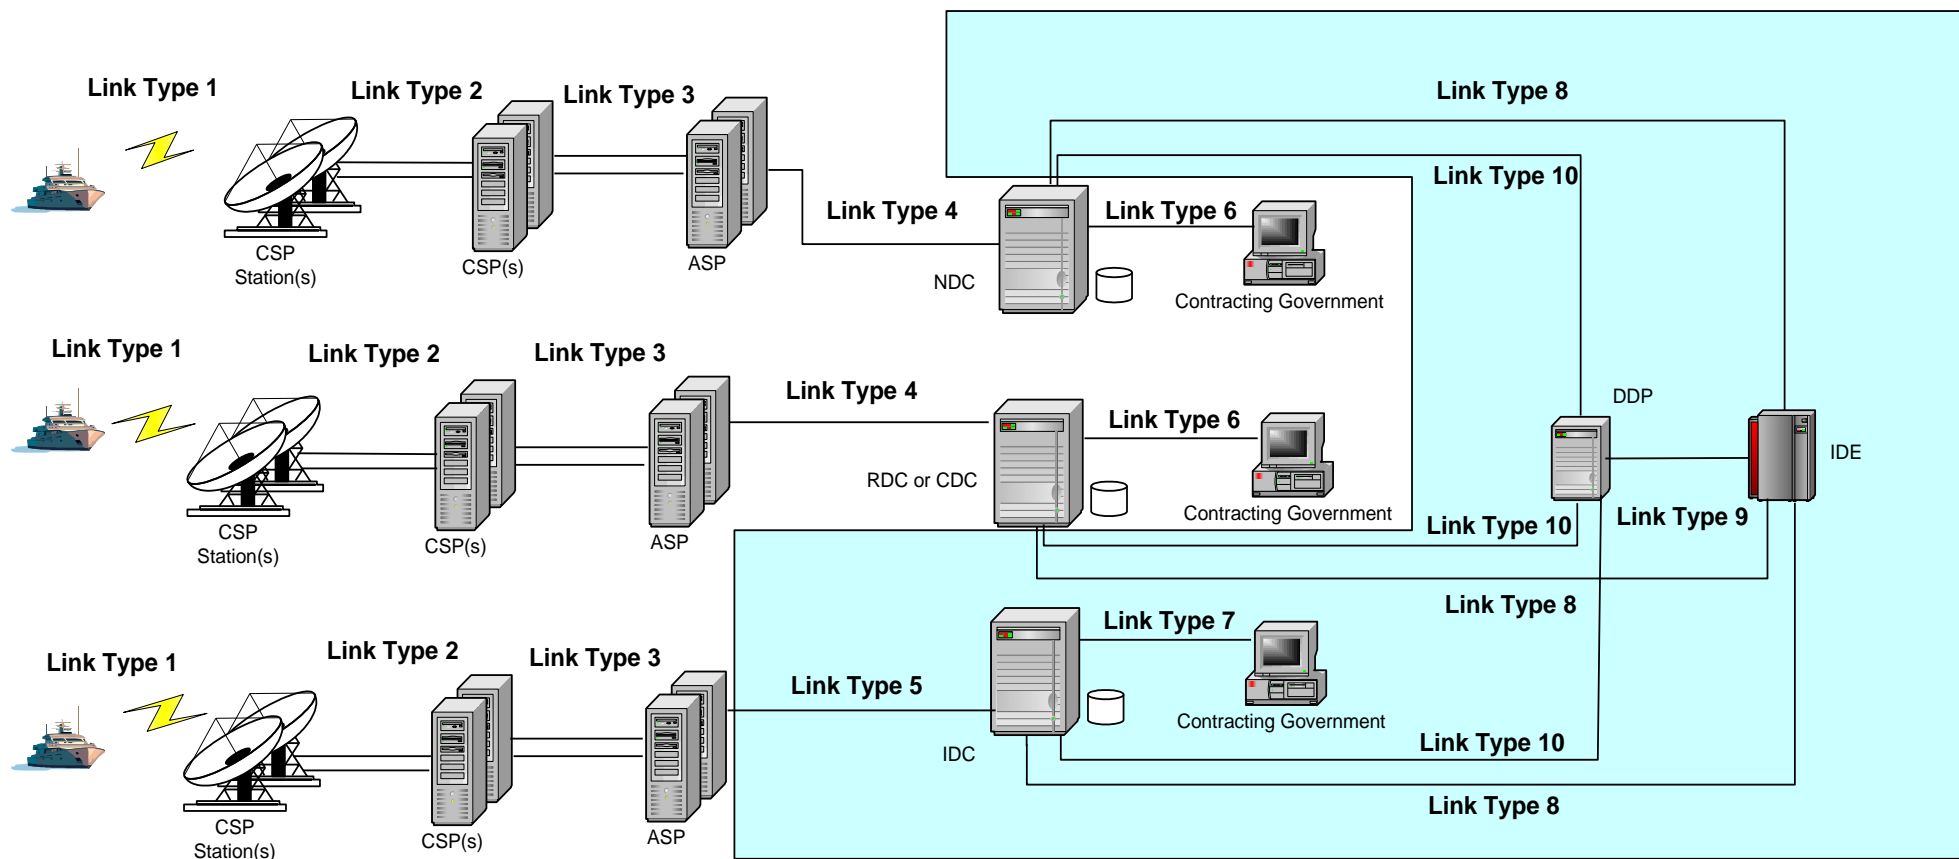 Link Type 1
Link Type 2
Link Type 3
Link Type 8
Link Type 10
Link Type 4
Link Type 6
CSP
Station(s)
CSP(s)
ASP
NDC
Contracting Government
Link Type 1
Link Type 2
Link Type 3
Link Type 4
Link Type 6
DDP
IDE
RDC or CDC
Contracting Government
CSP
Station(s)
CSP(s)
ASP
Link Type 10
Link Type 9
Link Type 8
Link Type 1
Link Type 2
Link Type 3
Link Type 5
Link Type 7
Contracting Government
IDC
Link Type 10
Link Type 8
CSP
Station(s)
CSP(s)
ASP